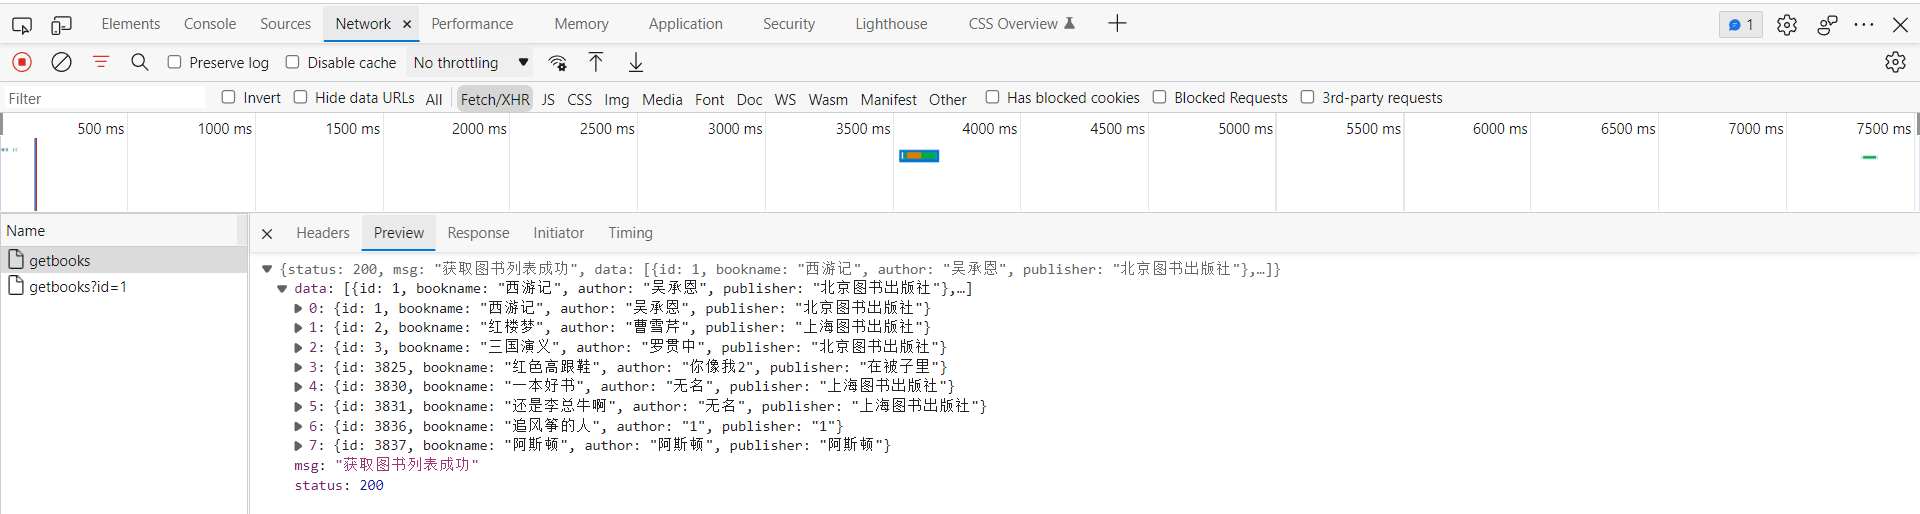 Elements Console Sources Network × Performance Memory Application Security Lighthouse CSS Overview 1
Preserve log Disable cache No throttling
Filter Invert Hide data URLs All Fetch/XHR JS CSS Img Media Font Doc WS Wasm Manifest Other Has blocked cookies Blocked Requests 3rd-party requests
500 ms 1000 ms 1500 ms 2000 ms 2500 ms 3000 ms 3500 ms 4000 ms 4500 ms 5000 ms 5500 ms 6000 ms 6500 ms 7000 ms 7500 ms
Name
getbooks
getbooks?id=1
Headers Preview Response Initiator Timing
{status: 200, msg: "获取图书列表成功", data: [{id: 1, bookname: "西游记", author: "吴承恩", publisher: "北京图书出版社"},…]}
data: [{id: 1, bookname: "西游记", author: "吴承恩", publisher: "北京图书出版社"},…]
0: {id: 1, bookname: "西游记", author: "吴承恩", publisher: "北京图书出版社"}
1: {id: 2, bookname: "红楼梦", author: "曹雪芹", publisher: "上海图书出版社"}
2: {id: 3, bookname: "三国演义", author: "罗贯中", publisher: "北京图书出版社"}
3: {id: 3825, bookname: "红色高跟鞋", author: "你像我2", publisher: "在被子里"}
4: {id: 3830, bookname: "一本好书", author: "无名", publisher: "上海图书出版社"}
5: {id: 3831, bookname: "还是李总牛啊", author: "无名", publisher: "上海图书出版社"}
6: {id: 3836, bookname: "追风筝的人", author: "1", publisher: "1"}
7: {id: 3837, bookname: "阿斯顿", author: "阿斯顿", publisher: "阿斯顿"}
msg: "获取图书列表成功"
status: 200